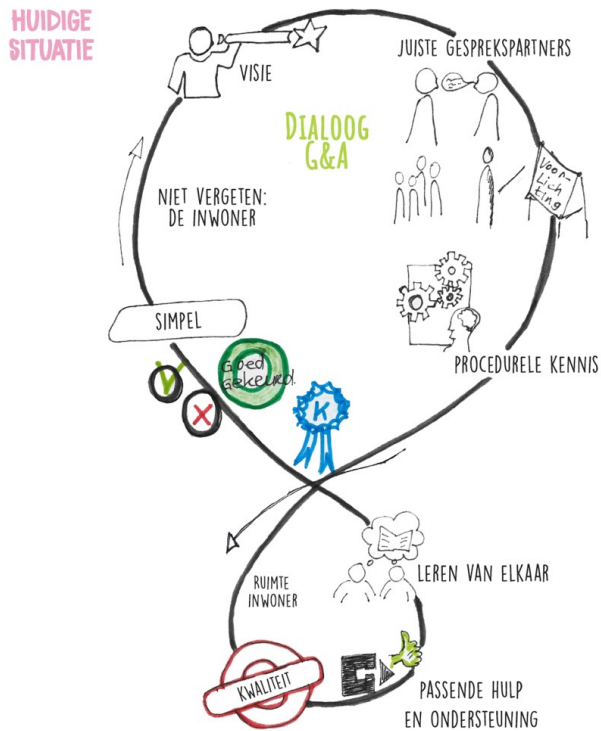 HUIDIGE
SITUATIE
VISIE
JUISTE GESPREKSPARTNERS
DIALOOG
G&A
VOOR-
Lich
ting
NIET VERGETEN:
DE INWONER
SIMPEL
Goed
gekeurd.
PROCEDURELE KENNIS
K
LEREN VAN ELKAAR
RUIMTE
INWONER
KWALITEIT
PASSENDE HULP
EN ONDERSTEUNING